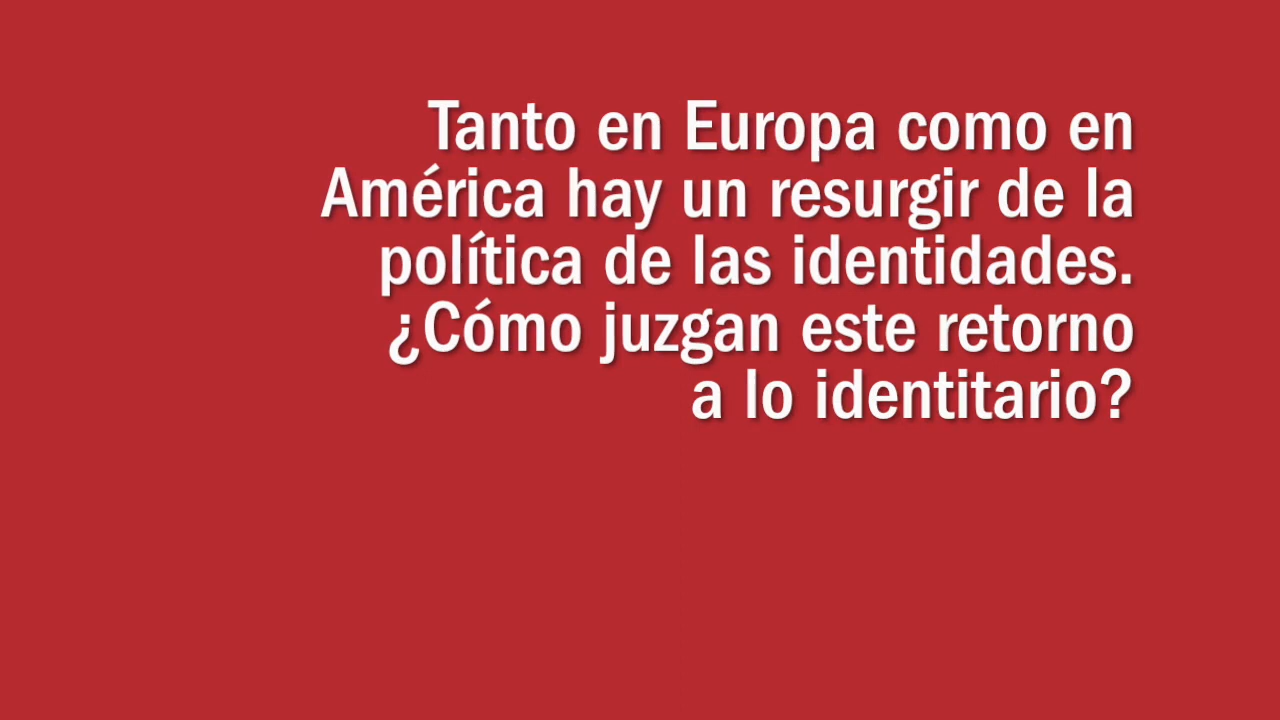 Tanto en Europa como en
América hay un resurgir de la
política de las identidades.
¿Cómo juzgan este retorno
a lo identitario?